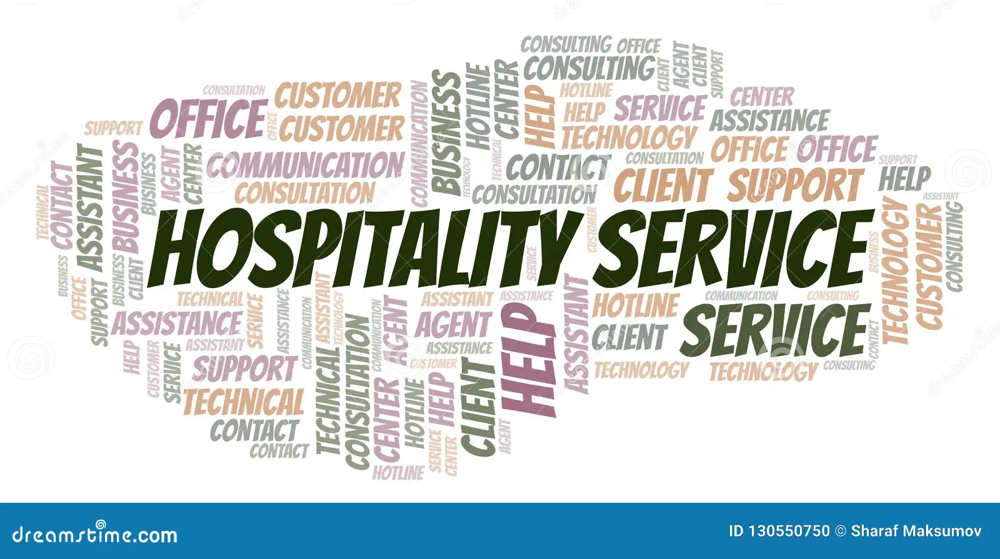 CONSULTING OFFICE
CONSULTING
CLIENT
AGENT
CLIENT
SUPPORT
CONSULTATION
CUSTOMER
OFFICE
OFFICE
CUSTOMER
SUPPORT
COMMUNICATION
BUSINESS
HOTLINE
CENTER
HELP
HOTLINE
HELP
SERVICE
CENTER
ASSISTANCE
TECHNOLOGY
OFFICE
OFFICE
CONSULTATION
SUPPORT
HELP
CONTACT
CLIENT
SUPPORT
CONSULTATION
TECHNOLOGY
TECHNICAL
COMMUNICATION
CONSULTATION
TECHNICAL
CONTACT
ASSISTANT
BUSINESS
BUSINESS
AGENT
CENTER
ASSISTANT
HOSPITALITY SERVICE
CUSTOMER
SERVICE
BUSINESS
TECHNOLOGY
CUSTOMER
CONSULTING
BUSINESS
OFFICE
SUPPORT
BUSINESS
CLIENT
TECHNICAL
ASSISTANCE
SERVICE
ASSISTANCE
COMMUNICATION
ASSISTANT
TECHNOLOGY
CONSULTATION
COMMUNICATION
AGENT
ASSISTANT
ASSISTANCE
AGENT
ASSISTANCE
CUSTOMER
HELP
ASSISTANT
HOTLINE
COMMUNICATION
CONSULTING
CLIENT
SERVICE
CONTACT
TECHNOLOGY
TECHNOLOGY
CONSULTING
HELP
CUSTOMER
SERVICE
ASSISTANT
SUPPORT
TECHNICAL
CONTACT
CONTACT
TECHNICAL
CENTER
HOTLINE
HELP
CLIENT
AGENT
SERVICE
CENTER
HOTLINE
dreamstime.com
ID 130550750 © Sharaf Maksumov